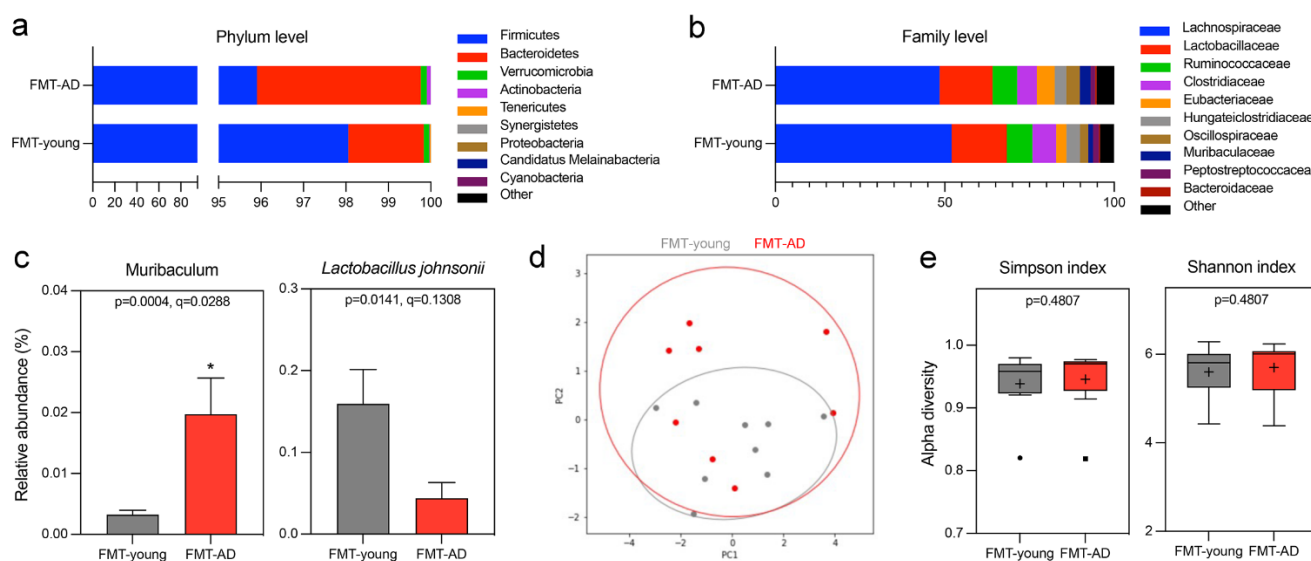 a
Phylum level
FMT-AD
FMT-young
0 20 40 60 80 95 96 97 98 99 100
Firmicutes
Bacteroidetes
Verrucomicrobia
Actinobacteria
Tenericutes
Synergistetes
Proteobacteria
Candidatus Melainabacteria
Cyanobacteria
Other
b
Family level
FMT-AD
FMT-young
0 50 100
Lachnospiraceae
Lactobacillaceae
Ruminococcaceae
Clostridiaceae
Eubacteriaceae
Hungateiclostridiaceae
Oscillospiraceae
Muribaculaceae
Peptostreptococcacea
Bacteroidaceae
Other
c
Muribaculum
p=0.0004, q=0.0288
Relative abundance (%)
0.04
0.03
0.02
0.01
0.00
*
FMT-young FMT-AD
Lactobacillus johnsonii
p=0.0141, q=0.1308
0.3
0.2
0.1
0.0
FMT-young FMT-AD
d
FMT-young FMT-AD
PC2
3
2
1
0
−1
−2
−4 −2 0 2 4
PC1
e
Simpson index
p=0.4807
Alpha diversity
1.0
0.9
0.8
0.7
FMT-young FMT-AD
Shannon index
p=0.4807
6
4
2
FMT-young FMT-AD